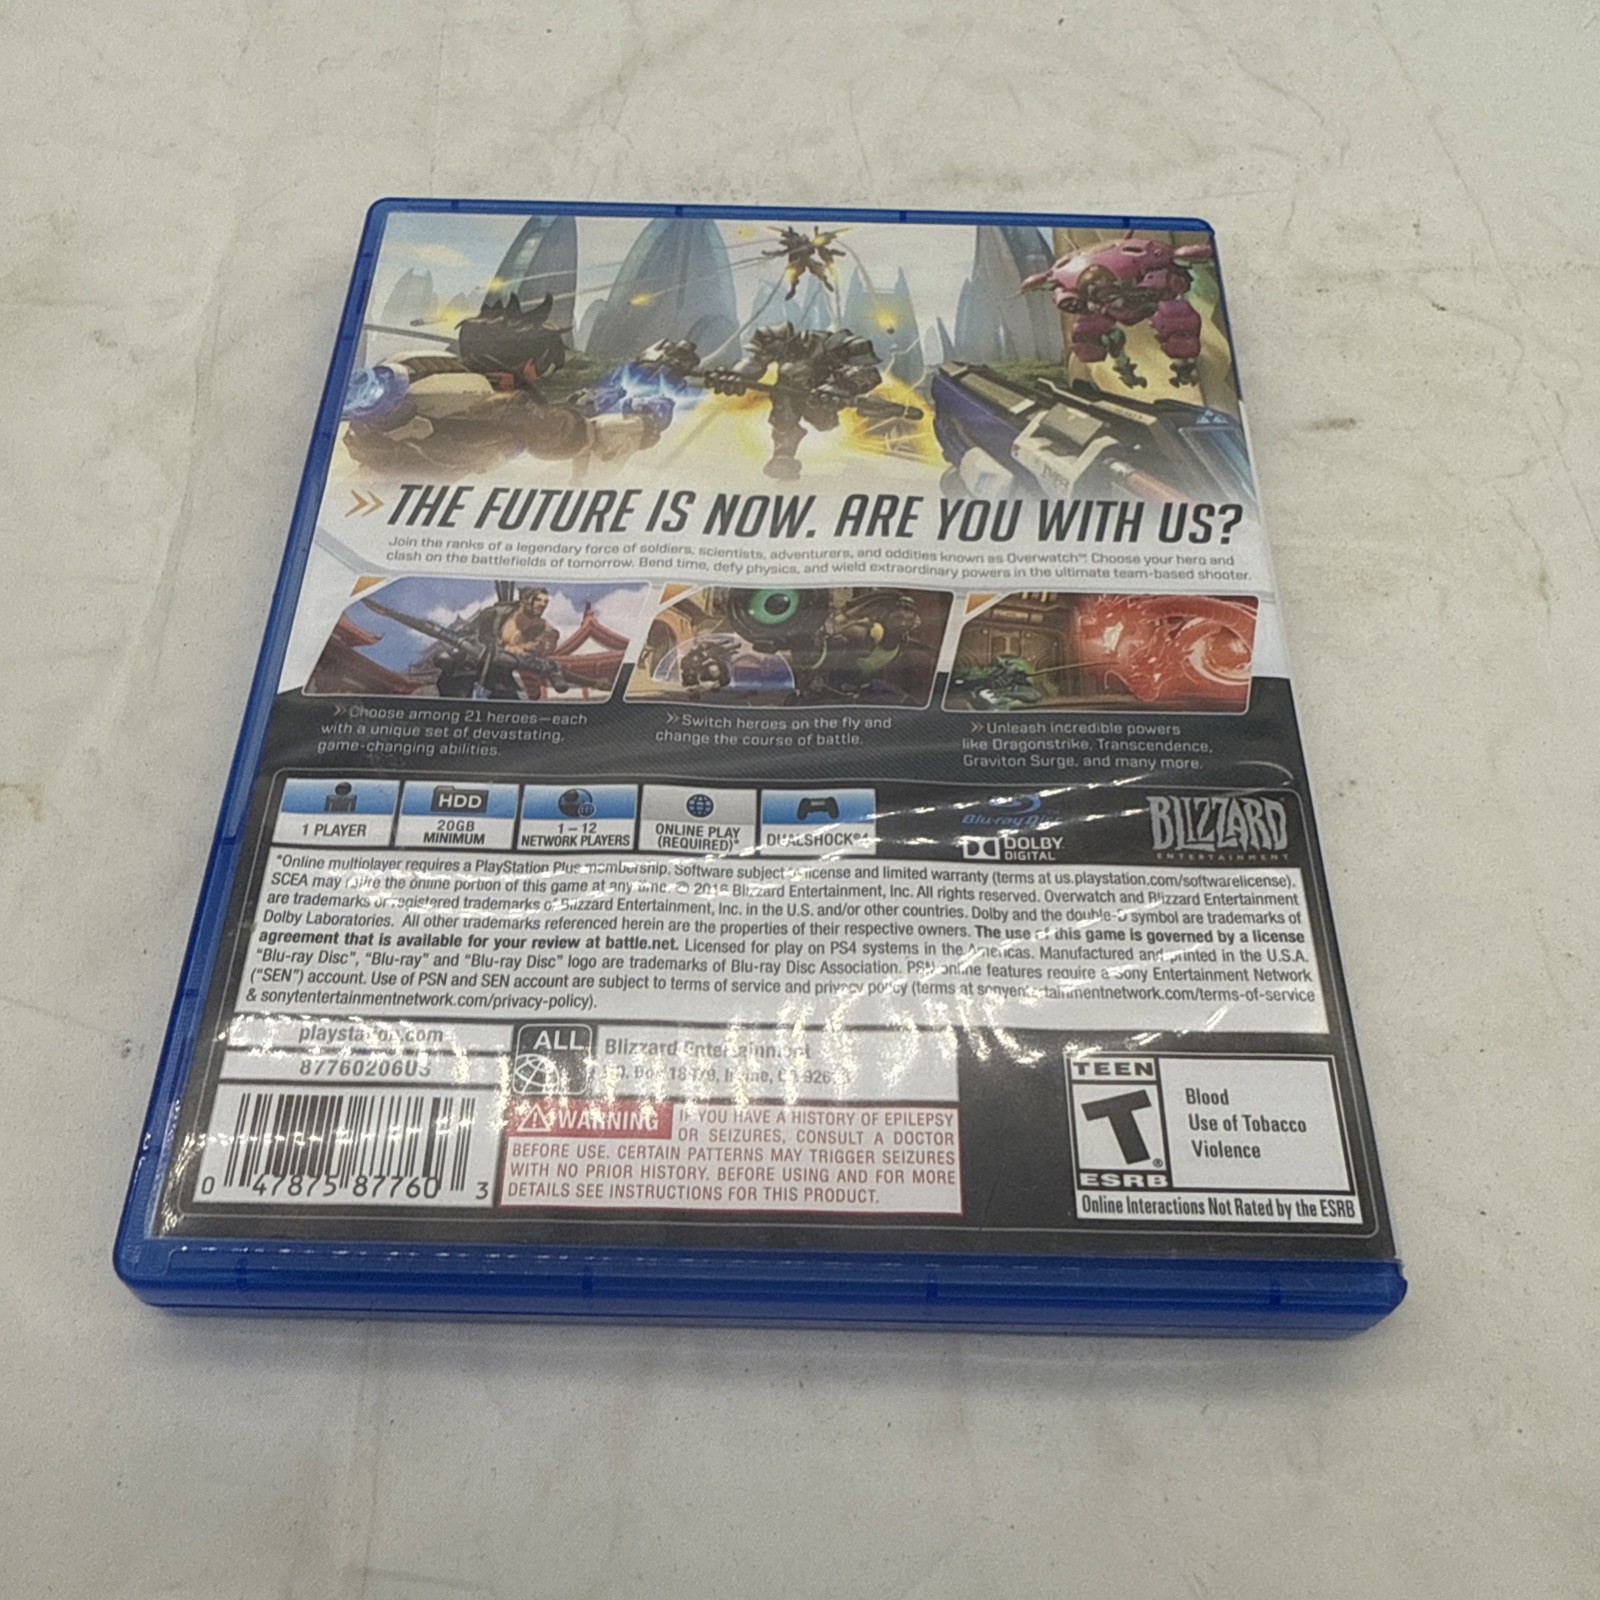 THE FUTURE IS NOW. ARE YOU WITH US?
Join the ranks of a legendary force of soldiers, scientists, adventurers, and oddities known as Overwatch™. Choose your hero and
clash on the battlefields of tomorrow. Bend time, defy physics, and wield extraordinary powers in the ultimate team-based shooter.
Choose among 21 heroes—each
with a unique set of devastating,
game-changing abilities.
Switch heroes on the fly and
change the course of battle.
Unleash incredible powers
like Dragonstrike, Transcendence,
Graviton Surge, and many more.
1 PLAYER
HDD
20GB
MINIMUM
1 – 12
NETWORK PLAYERS
ONLINE PLAY
(REQUIRED)*
DUALSHOCK®4
Blu-ray Disc
DOLBY
DIGITAL
BLIZZARD
ENTERTAINMENT
*Online multiplayer requires a PlayStation Plus membership. Software subject to license and limited warranty (terms at us.playstation.com/softwarelicense).
SCEA may retire the online portion of this game at any time. © 2016 Blizzard Entertainment, Inc. All rights reserved. Overwatch and Blizzard Entertainment
are trademarks or registered trademarks of Blizzard Entertainment, Inc. in the U.S. and/or other countries. Dolby and the double-D symbol are trademarks of
Dolby Laboratories. All other trademarks referenced herein are the properties of their respective owners. The use of this game is governed by a license
agreement that is available for your review at battle.net. Licensed for play on PS4 systems in the Americas. Manufactured and printed in the U.S.A.
"Blu-ray Disc", "Blu-ray" and "Blu-ray Disc" logo are trademarks of Blu-ray Disc Association. PSN online features require a Sony Entertainment Network
("SEN") account. Use of PSN and SEN account are subject to terms of service and privacy policy (terms at sonyentertainmentnetwork.com/terms-of-service
& sonytentertainmentnetwork.com/privacy-policy).
playstation.com
87760206US
ALL
Blizzard Entertainment
0 47875 87760 3
WARNING IF YOU HAVE A HISTORY OF EPILEPSY
OR SEIZURES, CONSULT A DOCTOR
BEFORE USE. CERTAIN PATTERNS MAY TRIGGER SEIZURES
WITH NO PRIOR HISTORY. BEFORE USING AND FOR MORE
DETAILS SEE INSTRUCTIONS FOR THIS PRODUCT.
TEEN
T
ESRB
Blood
Use of Tobacco
Violence
Online Interactions Not Rated by the ESRB